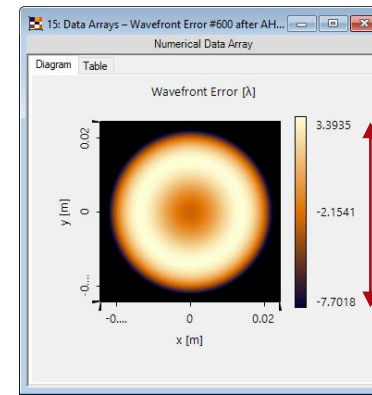 15: Data Arrays – Wavefront Error #600 after AH...
Numerical Data Array
Diagram Table
Wavefront Error [λ]
3.3935
-2.1541
-7.7018
y [m]
0.02
0
-0....
-0.... 0 0.02
x [m]